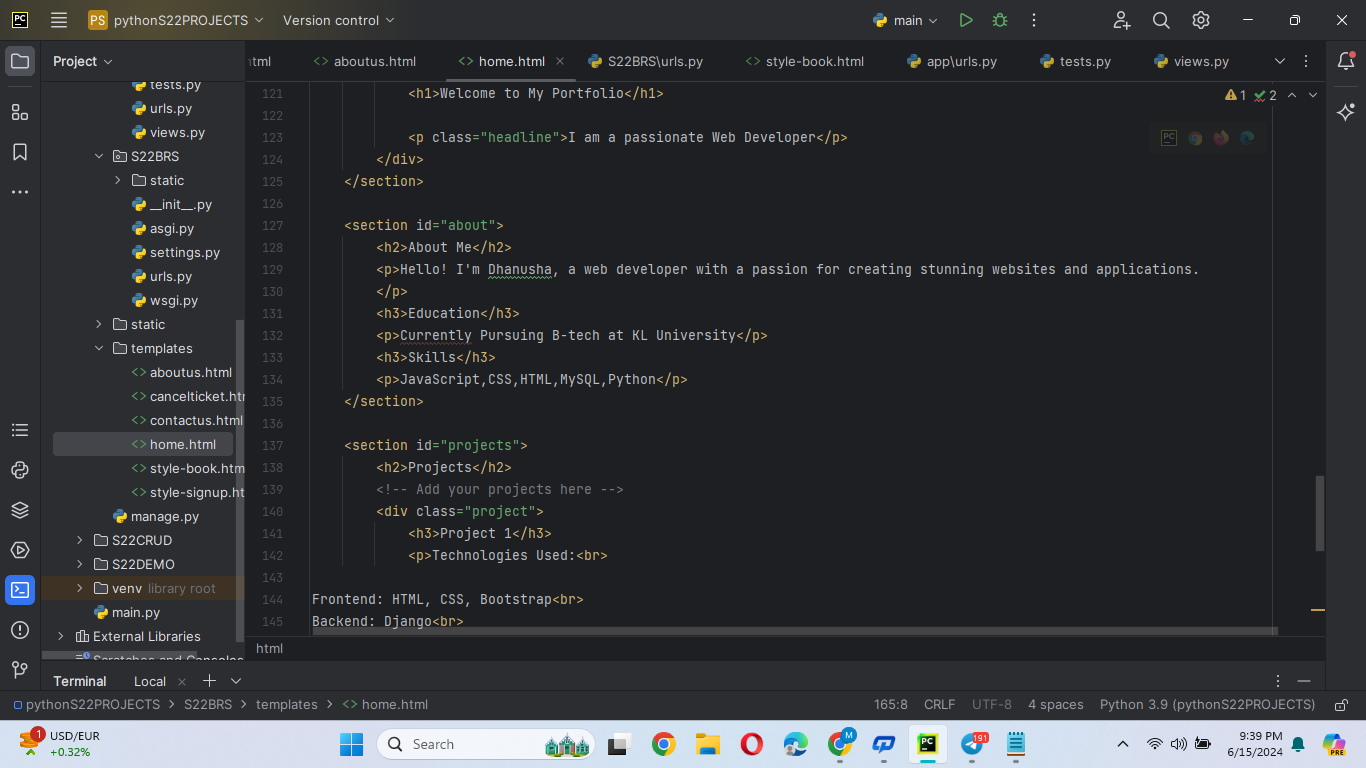 PC
PS pythonS22PROJECTS
Version control
main
Project
html
<> aboutus.html
<> home.html
S22BRS\urls.py
<> style-book.html
app\urls.py
tests.py
views.py
tests.py
urls.py
views.py
S22BRS
static
__init__.py
asgi.py
settings.py
urls.py
wsgi.py
static
templates
<> aboutus.html
<> cancelticket.htm
<> contactus.html
<> home.html
<> style-book.htm
<> style-signup.ht
manage.py
S22CRUD
S22DEMO
venv library root
main.py
External Libraries
Scratches and Consoles
1 2
121 <h1>Welcome to My Portfolio</h1>
122
123 <p class="headline">I am a passionate Web Developer</p>
124 </div>
125 </section>
126
127 <section id="about">
128 <h2>About Me</h2>
129 <p>Hello! I'm Dhanusha, a web developer with a passion for creating stunning websites and applications.
130 </p>
131 <h3>Education</h3>
132 <p>Currently Pursuing B-tech at KL University</p>
133 <h3>Skills</h3>
134 <p>JavaScript,CSS,HTML,MySQL,Python</p>
135 </section>
136
137 <section id="projects">
138 <h2>Projects</h2>
139 <!-- Add your projects here -->
140 <div class="project">
141 <h3>Project 1</h3>
142 <p>Technologies Used:<br>
143
144 Frontend: HTML, CSS, Bootstrap<br>
145 Backend: Django<br>
html
Terminal Local
pythonS22PROJECTS > S22BRS > templates > <> home.html
165:8 CRLF UTF-8 4 spaces Python 3.9 (pythonS22PROJECTS)
1 USD/EUR
+0.32%
Search
M
PC
191
9:39 PM
6/15/2024
PRE